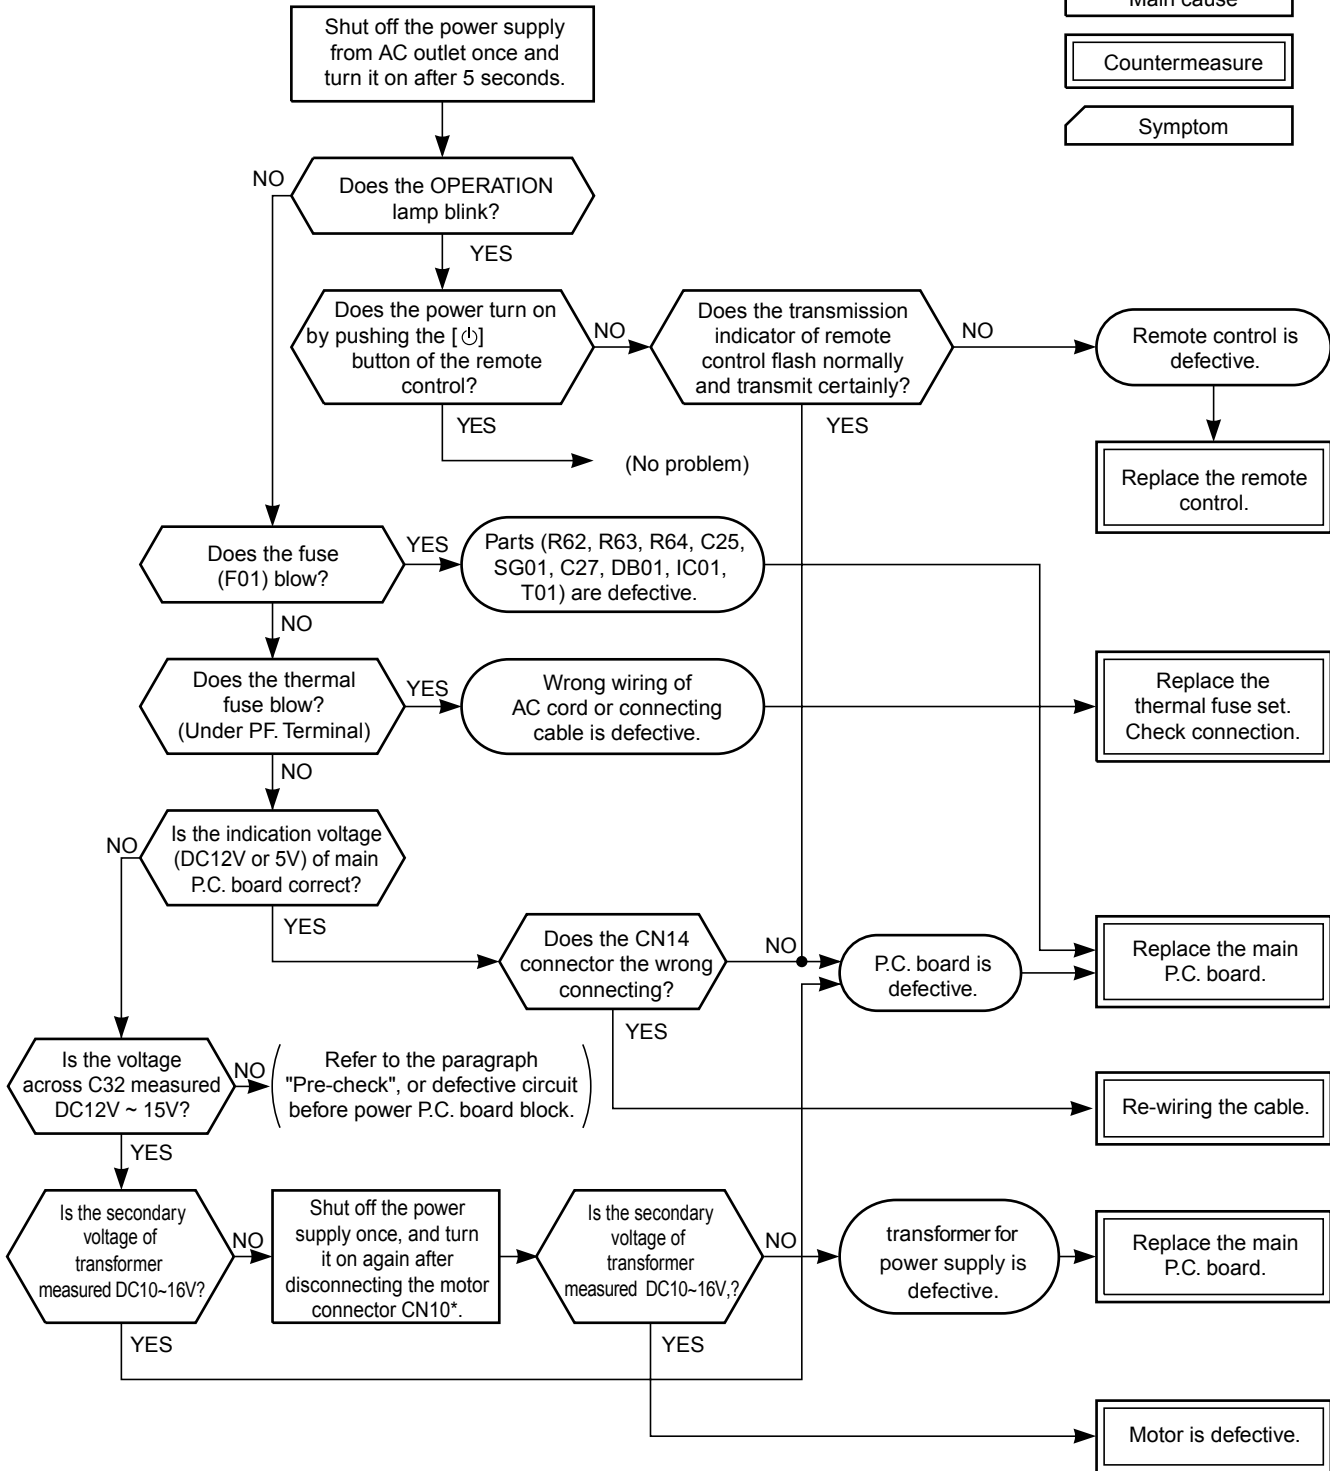 Main cause
Countermeasure
Symptom
Shut off the power supply
from AC outlet once and
turn it on after 5 seconds.
NO
Does the OPERATION
lamp blink?
YES
Does the power turn on
by pushing the [⏻]
button of the remote
control?
NO
Does the transmission
indicator of remote
control flash normally
and transmit certainly?
NO
Remote control is
defective.
YES
YES
(No problem)
Replace the remote
control.
Does the fuse
(F01) blow?
YES
Parts (R62, R63, R64, C25,
SG01, C27, DB01, IC01,
T01) are defective.
NO
Does the thermal
fuse blow?
(Under PF. Terminal)
YES
Wrong wiring of
AC cord or connecting
cable is defective.
Replace the
thermal fuse set.
Check connection.
NO
NO
Is the indication voltage
(DC12V or 5V) of main
P.C. board correct?
YES
Does the CN14
connector the wrong
connecting?
NO
P.C. board is
defective.
Replace the main
P.C. board.
YES
Is the voltage
across C32 measured
DC12V ~ 15V?
NO
Refer to the paragraph
"Pre-check", or defective circuit
before power P.C. board block.
Re-wiring the cable.
YES
Is the secondary
voltage of
transformer
measured DC10~16V?
NO
Shut off the power
supply once, and turn
it on again after
disconnecting the motor
connector CN10*.
Is the secondary
voltage of
transformer
measured DC10~16V,?
NO
transformer for
power supply is
defective.
Replace the main
P.C. board.
YES
YES
Motor is defective.